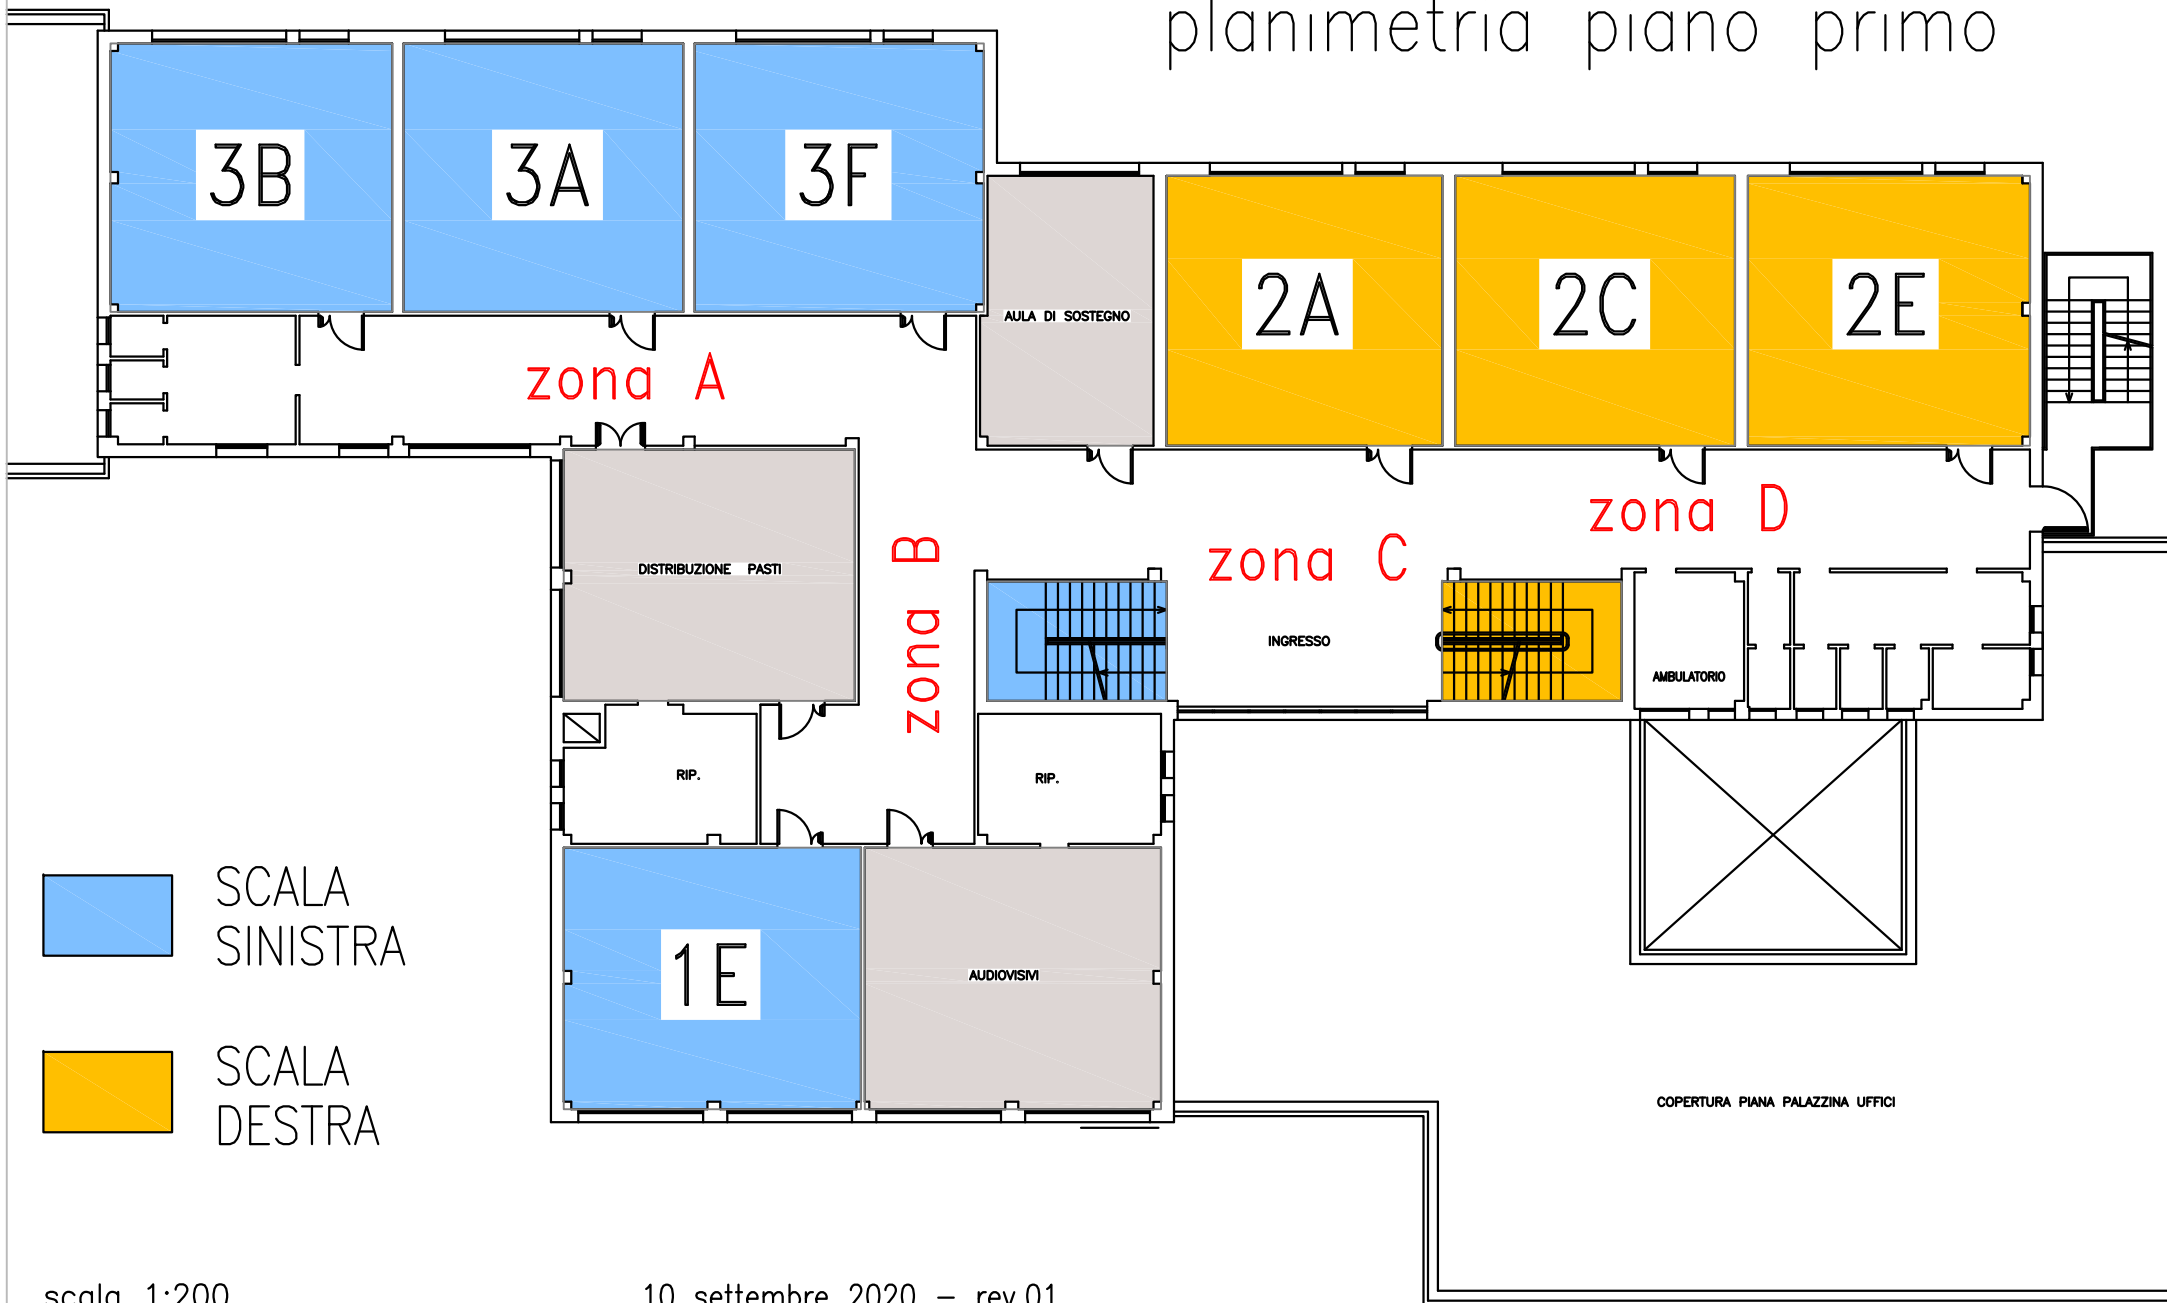 planimetria piano primo
3B
3A
3F
2A
2C
2E
AULA DI SOSTEGNO
zona A
zona D
zona C
zona B
DISTRIBUZIONE PASTI
INGRESSO
AMBULATORIO
RIP.
RIP.
SCALA
SINISTRA
1E
AUDIOVISIVI
SCALA
DESTRA
COPERTURA PIANA PALAZZINA UFFICI
scala 1:200
10 settembre 2020 - rev.01